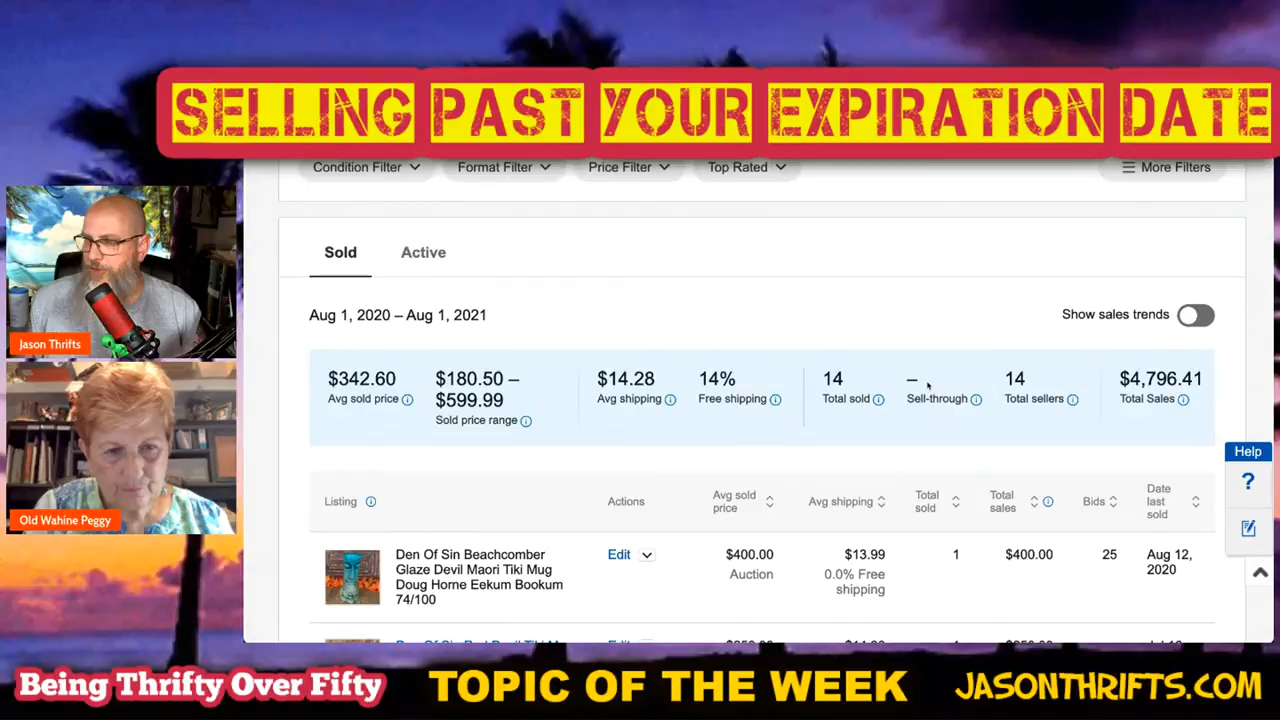 SELLING PAST YOUR EXPIRATION DATE
Condition Filter
Format Filter
Price Filter
Top Rated
More Filters
Sold
Active
Aug 1, 2020 – Aug 1, 2021
Show sales trends
$342.60
Avg sold price
$180.50 –
$599.99
Sold price range
$14.28
Avg shipping
14%
Free shipping
14
Total sold
–
Sell-through
14
Total sellers
$4,796.41
Total Sales
Listing
Actions
Avg sold
price
Avg shipping
Total
sold
Total
sales
Bids
Date
last
sold
Den Of Sin Beachcomber
Glaze Devil Maori Tiki Mug
Doug Horne Eekum Bookum
74/100
Edit
$400.00
Auction
$13.99
0.0% Free
shipping
1
$400.00
25
Aug 12,
2020
Help
?
Jason Thrifts
Old Wahine Peggy
Being Thrifty Over Fifty
TOPIC OF THE WEEK
JASONTHRIFTS.COM